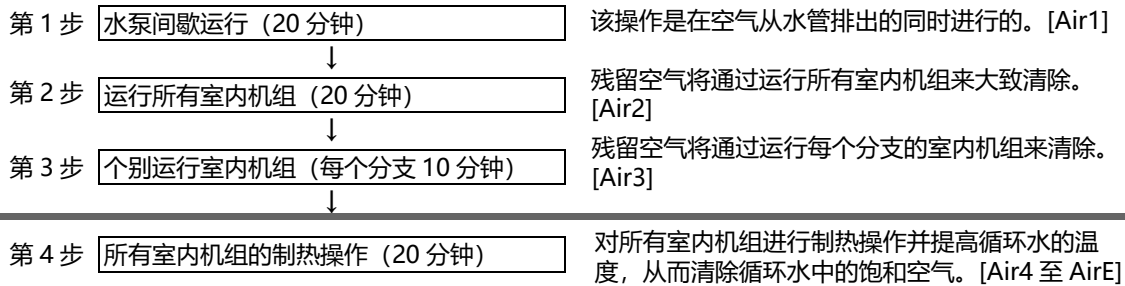 第 1 步 水泵间歇运行（20 分钟） 该操作是在空气从水管排出的同时进行的。[Air1]
↓
第 2 步 运行所有室内机组（20 分钟） 残留空气将通过运行所有室内机组来大致清除。
[Air2]
↓
第 3 步 个别运行室内机组（每个分支 10 分钟） 残留空气将通过运行每个分支的室内机组来清除。
[Air3]
↓
第 4 步 所有室内机组的制热操作（20 分钟） 对所有室内机组进行制热操作并提高循环水的温
度，从而清除循环水中的饱和空气。[Air4 至 AirE]